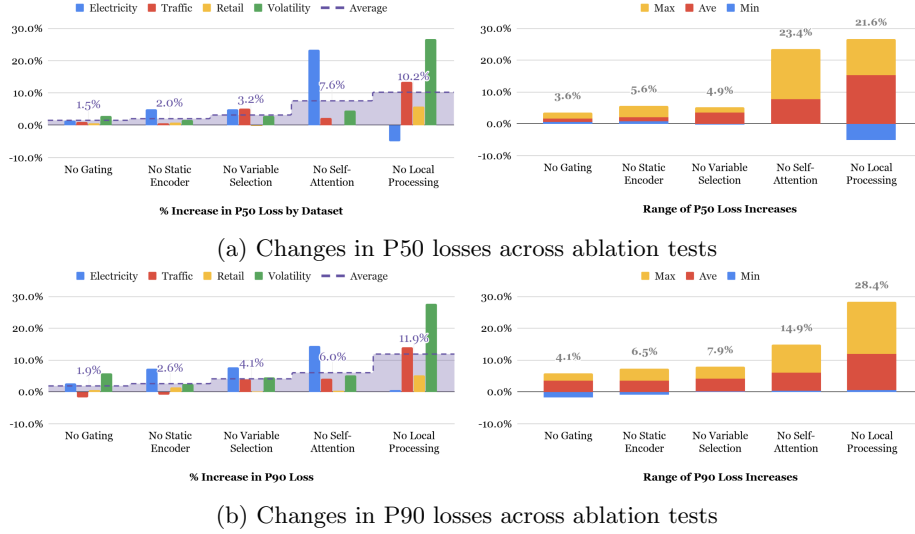 Electricity Traffic Retail Volatility Average
30.0%
20.0%
10.0%
0.0%
-10.0%
1.5%
2.0%
3.2%
7.6%
10.2%
No Gating
No Static Encoder
No Variable Selection
No Self-Attention
No Local Processing
% Increase in P50 Loss by Dataset
Max Ave Min
30.0%
20.0%
10.0%
0.0%
-10.0%
3.6%
5.6%
4.9%
23.4%
21.6%
No Gating
No Static Encoder
No Variable Selection
No Self-Attention
No Local Processing
Range of P50 Loss Increases
(a) Changes in P50 losses across ablation tests
Electricity Traffic Retail Volatility Average
30.0%
20.0%
10.0%
0.0%
-10.0%
1.9%
2.6%
4.1%
6.0%
11.9%
No Gating
No Static Encoder
No Variable Selection
No Self-Attention
No Local Processing
% Increase in P90 Loss
Max Ave Min
30.0%
20.0%
10.0%
0.0%
-10.0%
4.1%
6.5%
7.9%
14.9%
28.4%
No Gating
No Static Encoder
No Variable Selection
No Self-Attention
No Local Processing
Range of P90 Loss Increases
(b) Changes in P90 losses across ablation tests